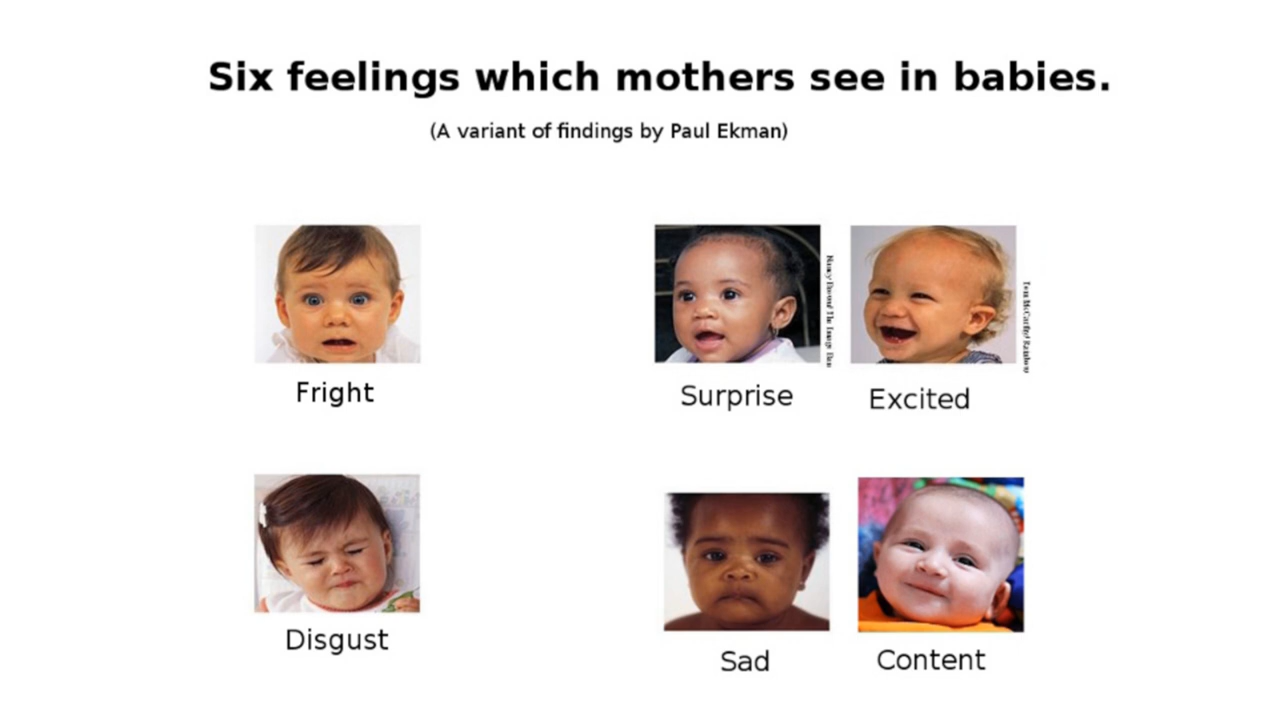 Six feelings which mothers see in babies.
(A variant of findings by Paul Ekman)
Fright
Surprise
Excited
Disgust
Sad
Content